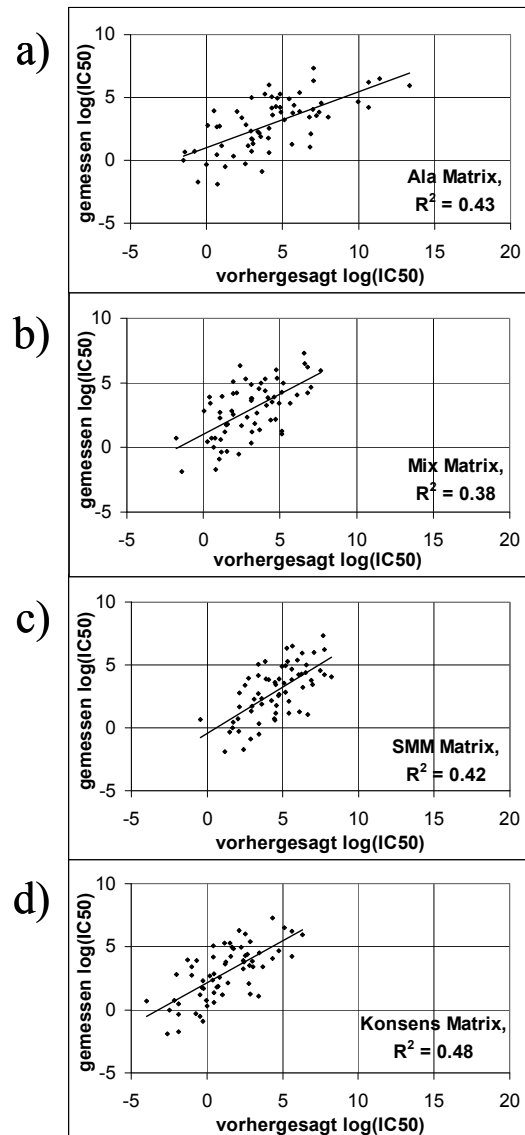 a)
gemessen log(IC50)
10
5
0
-5
-5 0 5 10 15 20
Ala Matrix,
R² = 0.43
vorhergesagt log(IC50)
b)
gemessen log(IC50)
10
5
0
-5
-5 0 5 10 15 20
Mix Matrix,
R² = 0.38
vorhergesagt log(IC50)
c)
gemessen log(IC50)
10
5
0
-5
-5 0 5 10 15 20
SMM Matrix,
R² = 0.42
vorhergesagt log(IC50)
d)
gemessen log(IC50)
10
5
0
-5
-5 0 5 10 15 20
Konsens Matrix,
R² = 0.48
vorhergesagt log(IC50)